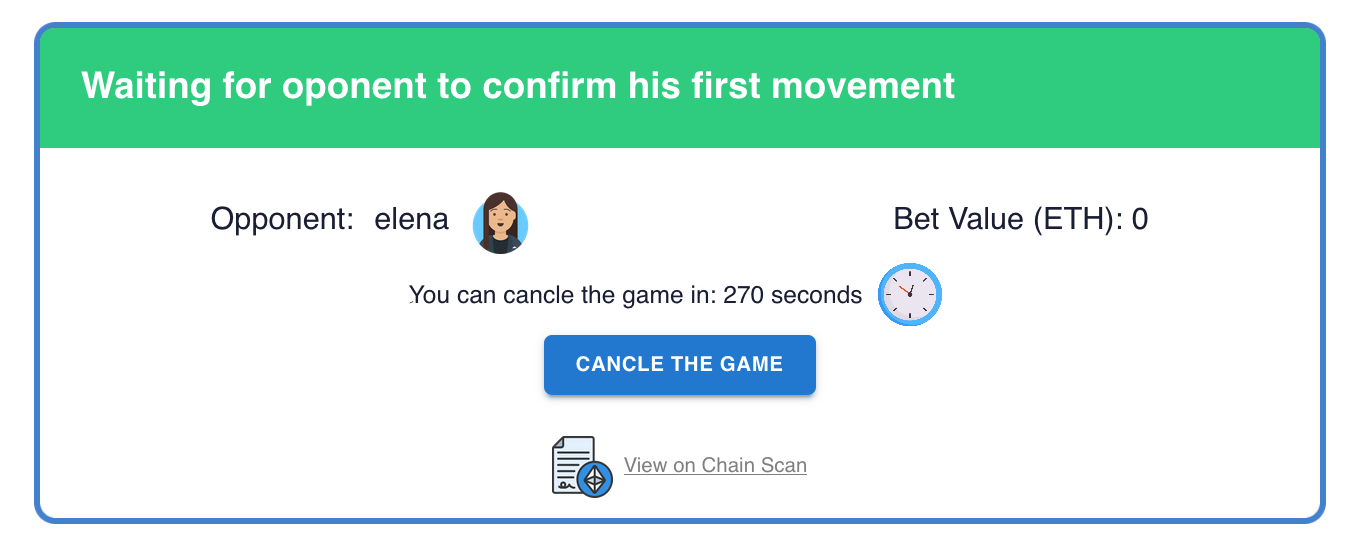 Waiting for oponent to confirm his first movement
Opponent: elena
Bet Value (ETH): 0
You can cancle the game in: 270 seconds
CANCLE THE GAME
View on Chain Scan